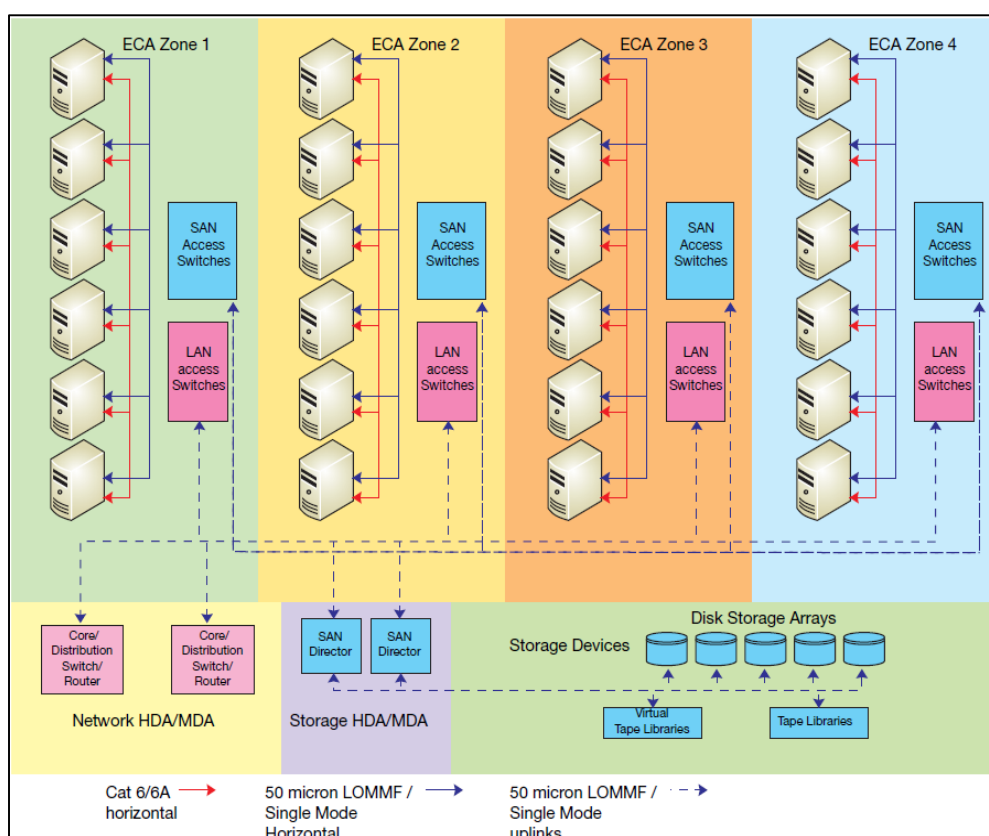 ECA Zone 1
ECA Zone 2
ECA Zone 3
ECA Zone 4
SAN
Access
Switches
SAN
Access
Switches
SAN
Access
Switches
SAN
Access
Switches
LAN
access
Switches
LAN
access
Switches
LAN
access
Switches
LAN
access
Switches
Core/
Distribution
Switch/
Router
Core/
Distribution
Switch/
Router
Network HDA/MDA
SAN
Director
SAN
Director
Storage HDA/MDA
Disk Storage Arrays
Storage Devices
Virtual
Tape Libraries
Tape Libraries
Cat 6/6A
horizontal
50 micron LOMMF /
Single Mode
Horizontal
50 micron LOMMF /
Single Mode
uplinks